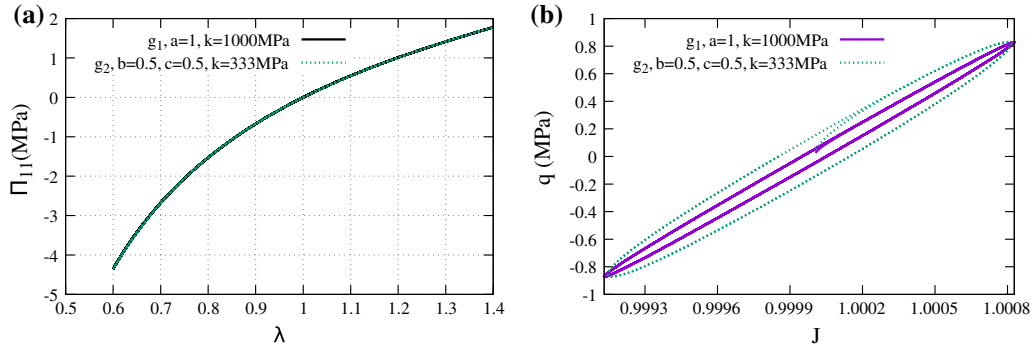 (a)
2
1
0
-1
-2
-3
-4
-5
Π11(MPa)
g1, a=1, k=1000MPa
g2, b=0.5, c=0.5, k=333MPa
0.5 0.6 0.7 0.8 0.9 1 1.1 1.2 1.3 1.4
λ
(b)
1
0.8
0.6
0.4
0.2
0
-0.2
-0.4
-0.6
-0.8
-1
q (MPa)
g1, a=1, k=1000MPa
g2, b=0.5, c=0.5, k=333MPa
0.9993 0.9996 0.9999 1.0002 1.0005 1.0008
J